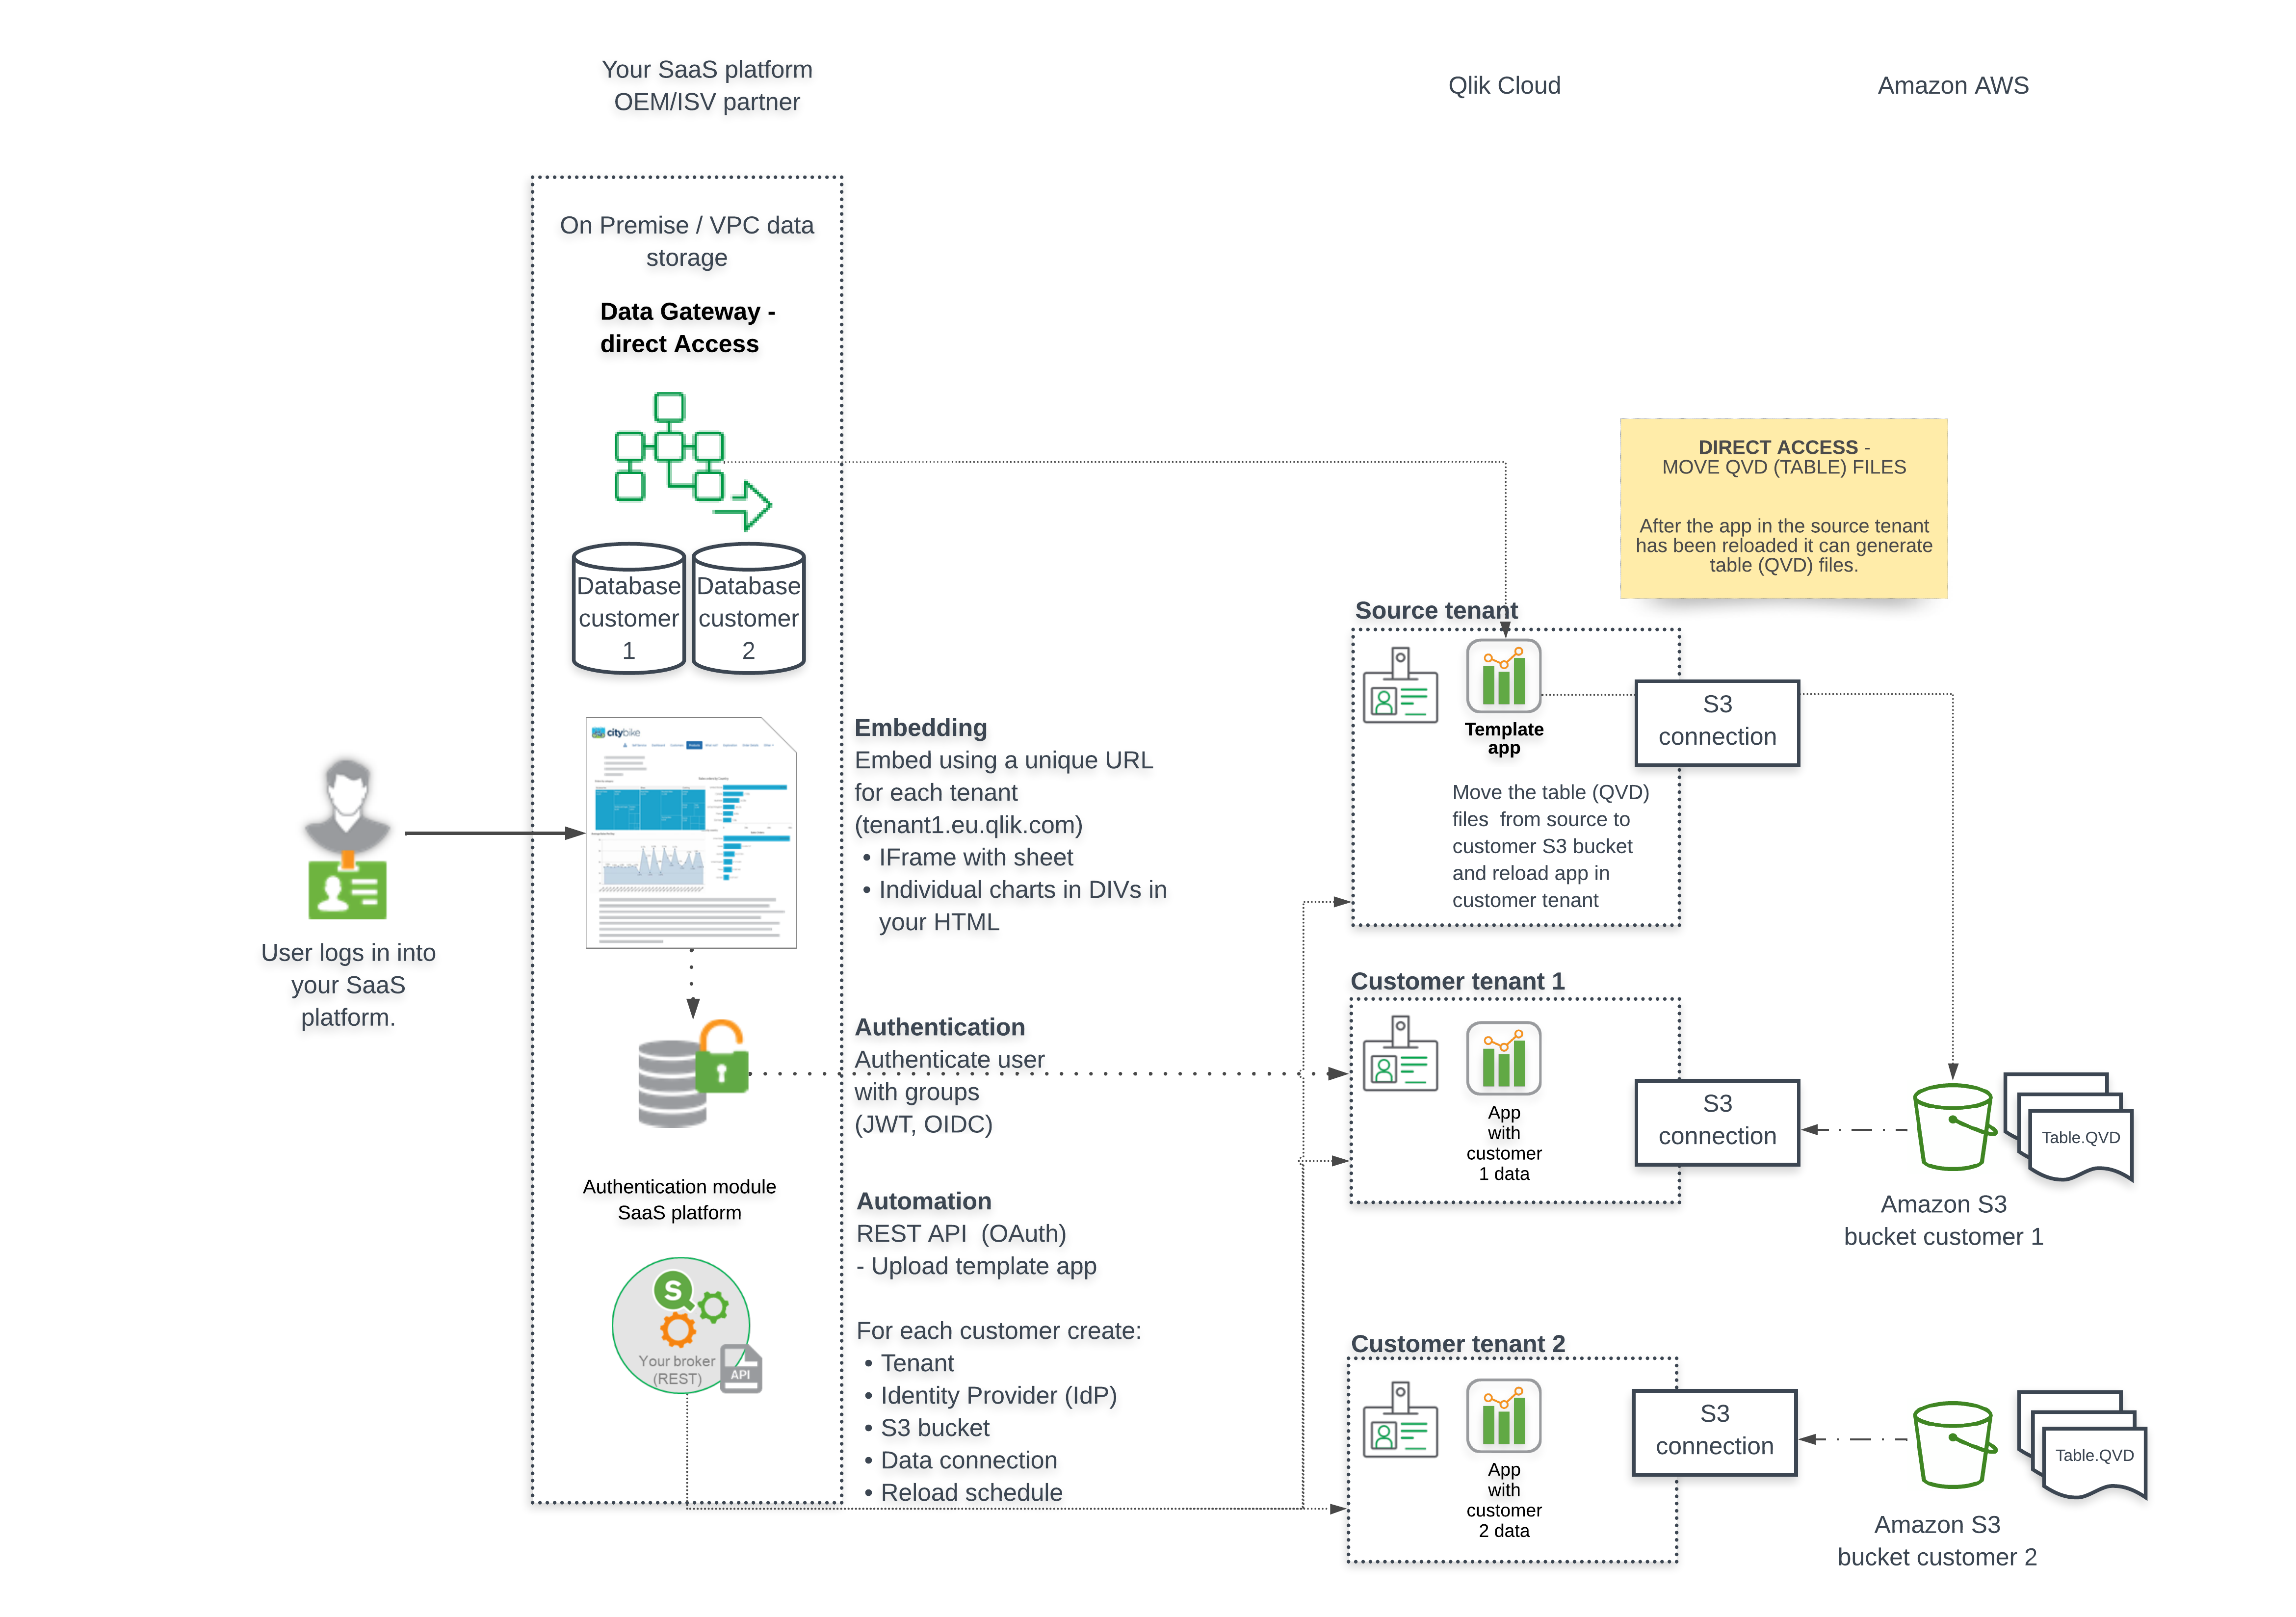 Your SaaS platform
OEM/ISV partner
Qlik Cloud
Amazon AWS
On Premise / VPC data
storage
Data Gateway -
direct Access
Database
customer
1
Database
customer
2
citybike
User logs in into
your SaaS
platform.
Embedding
Embed using a unique URL
for each tenant
(tenant1.eu.qlik.com)
• IFrame with sheet
• Individual charts in DIVs in
your HTML
Authentication
Authenticate user
with groups
(JWT, OIDC)
Authentication module
SaaS platform
Automation
REST API (OAuth)
- Upload template app
For each customer create:
• Tenant
• Identity Provider (IdP)
• S3 bucket
• Data connection
• Reload schedule
S
Your broker
(REST)
API
DIRECT ACCESS -
MOVE QVD (TABLE) FILES
After the app in the source tenant
has been reloaded it can generate
table (QVD) files.
Source tenant
Template
app
S3
connection
Move the table (QVD)
files from source to
customer S3 bucket
and reload app in
customer tenant
Customer tenant 1
App
with
customer
1 data
S3
connection
Table.QVD
Amazon S3
bucket customer 1
Customer tenant 2
App
with
customer
2 data
S3
connection
Table.QVD
Amazon S3
bucket customer 2